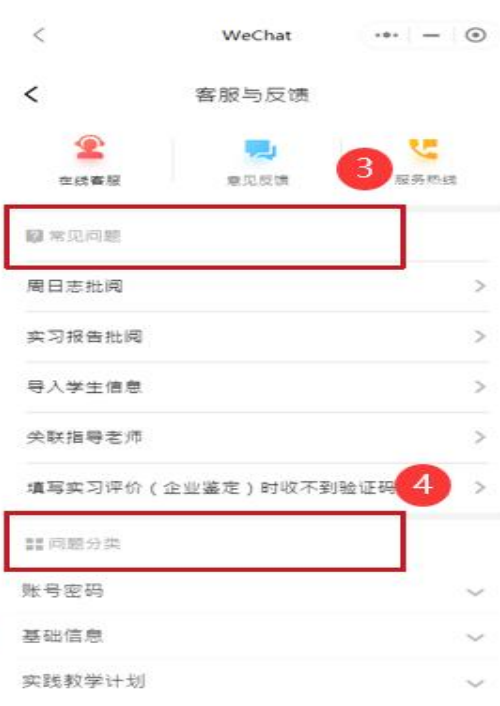 WeChat
客服与反馈
在线客服 意见反馈 3 服务热线
常见问题
周日志批阅
实习报告批阅
导入学生信息
关联指导老师
填写实习评价（企业鉴定）时收不到验证码 4
问题分类
账号密码
基础信息
实践教学计划